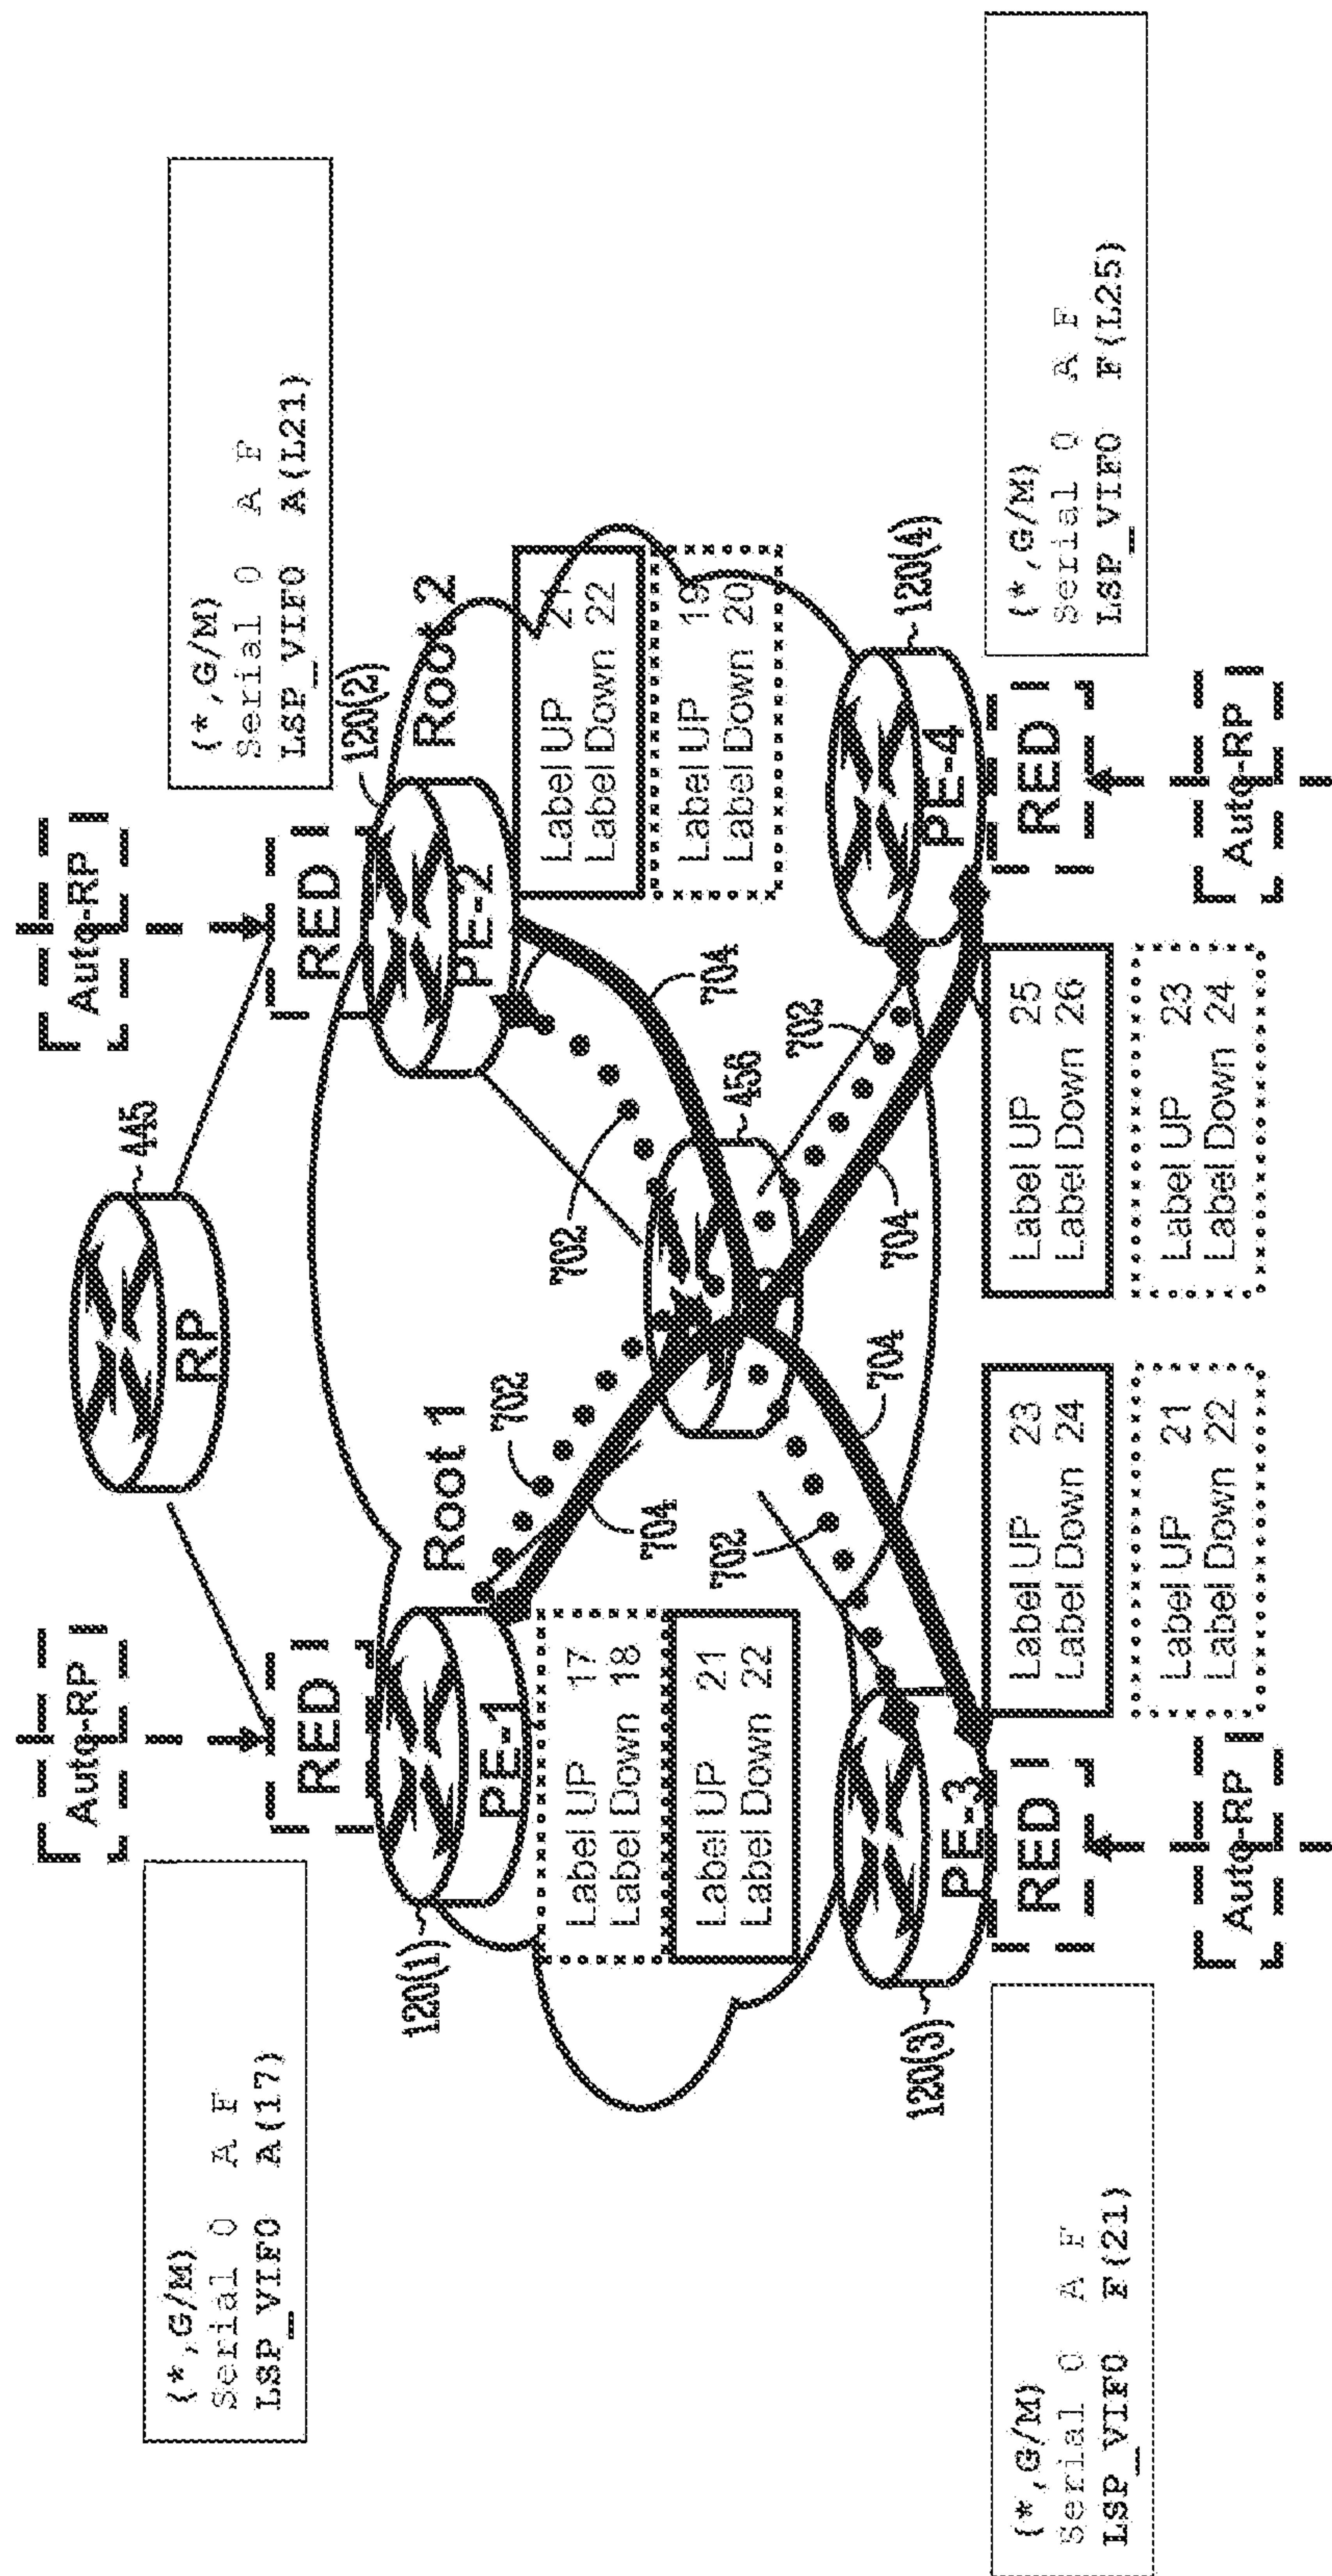 Auto-RP
Auto-RP
445
RP
{*,G/M}
Serial 0 A F
LSP_VIF0 A(17)
{*,G/M}
Serial 0 A F
LSP_VIF0 A(L21)
RED
RED
120(1)
PE-1
Root 1
PE-2
120(2)
Root 2
702
702
704
704
456
Label UP 17
Label Down 18
Label UP 21
Label Down 22
Label UP 21
Label Down 22
Label UP 19
Label Down 20
702
702
704
704
120(3)
PE-3
PE-4
120(4)
RED
RED
{*,G/M}
Serial 0 A F
LSP_VIF0 F(21)
Label UP 23
Label Down 24
Label UP 21
Label Down 22
Label UP 25
Label Down 26
Label UP 23
Label Down 24
{*,G/M}
Serial 0 A F
LSP_VIF0 F(L25)
Auto-RP
Auto-RP